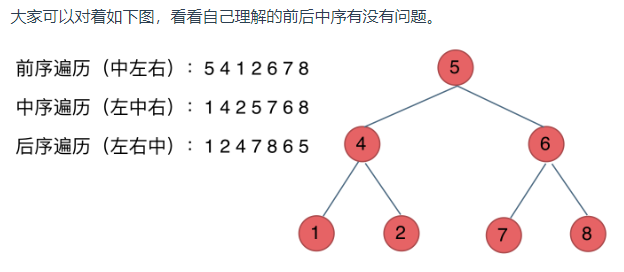 大家可以对着如下图，看看自己理解的前后中序有没有问题。
前序遍历（中左右）：5 4 1 2 6 7 8
中序遍历（左中右）：1 4 2 5 7 6 8
后序遍历（左右中）：1 2 4 7 8 6 5
5
4 6
1 2 7 8